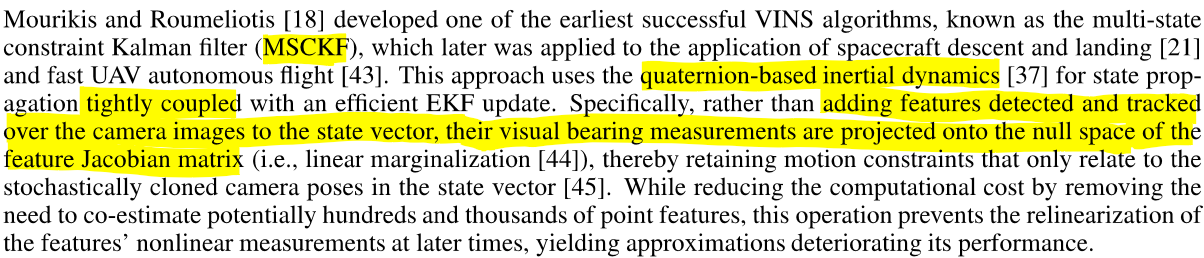 Mourikis and Roumeliotis [18] developed one of the earliest successful VINS algorithms, known as the multi-state
constraint Kalman filter (MSCKF), which later was applied to the application of spacecraft descent and landing [21]
and fast UAV autonomous flight [43]. This approach uses the quaternion-based inertial dynamics [37] for state prop-
agation tightly coupled with an efficient EKF update. Specifically, rather than adding features detected and tracked
over the camera images to the state vector, their visual bearing measurements are projected onto the null space of the
feature Jacobian matrix (i.e., linear marginalization [44]), thereby retaining motion constraints that only relate to the
stochastically cloned camera poses in the state vector [45]. While reducing the computational cost by removing the
need to co-estimate potentially hundreds and thousands of point features, this operation prevents the relinearization of
the features' nonlinear measurements at later times, yielding approximations deteriorating its performance.